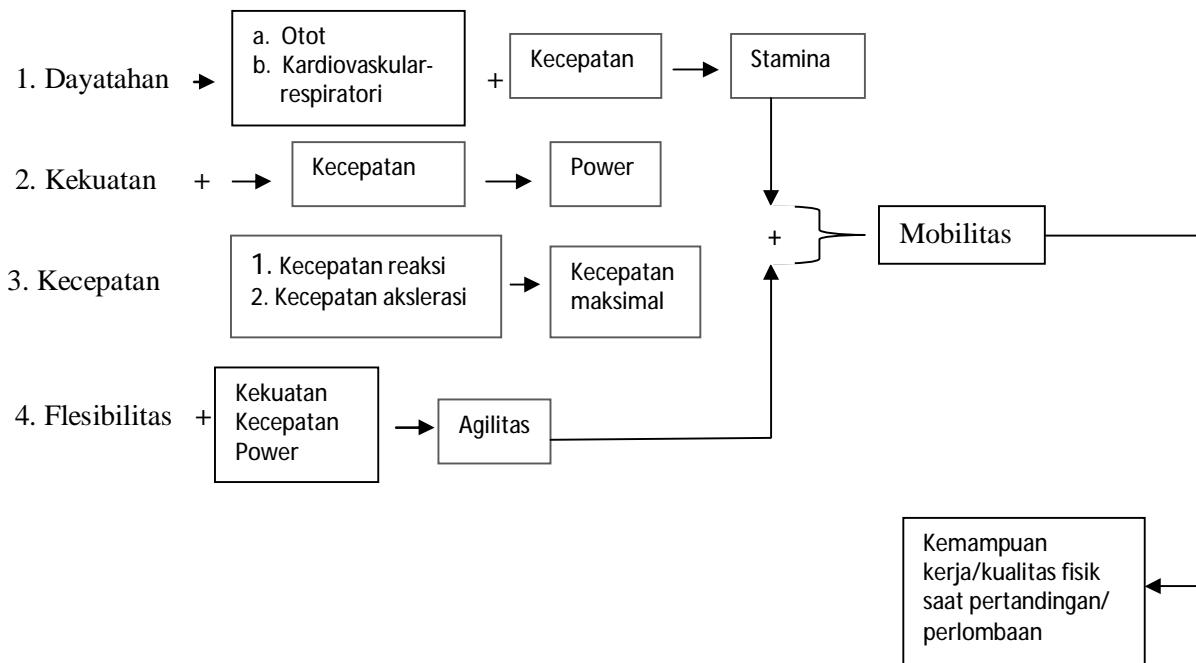 1. Dayatahan
a. Otot
b. Kardiovaskular-
respiratori
+
Kecepatan
Stamina
2. Kekuatan +
Kecepatan
Power
3. Kecepatan
1. Kecepatan reaksi
2. Kecepatan akslerasi
Kecepatan
maksimal
4. Flesibilitas +
Kekuatan
Kecepatan
Power
Agilitas
+
Mobilitas
Kemampuan
kerja/kualitas fisik
saat pertandingan/
perlombaan